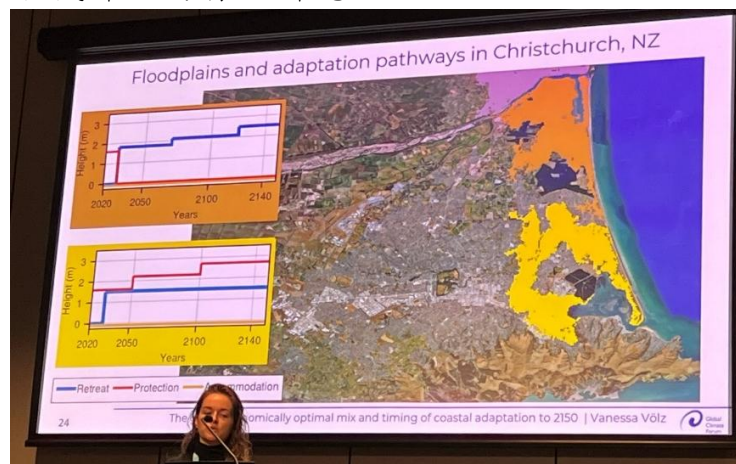 Floodplains and adaptation pathways in Christchurch, NZ
3
2
1
0
Height (m)
2020
2050
2100
2140
Years
3
2
1
0
Height (m)
2020
2050
2100
2140
Years
Retreat
Protection
24
The
omically optimal mix and timing of coastal adaptation to 2150 | Vanessa Völz
Global
Climate
Forum